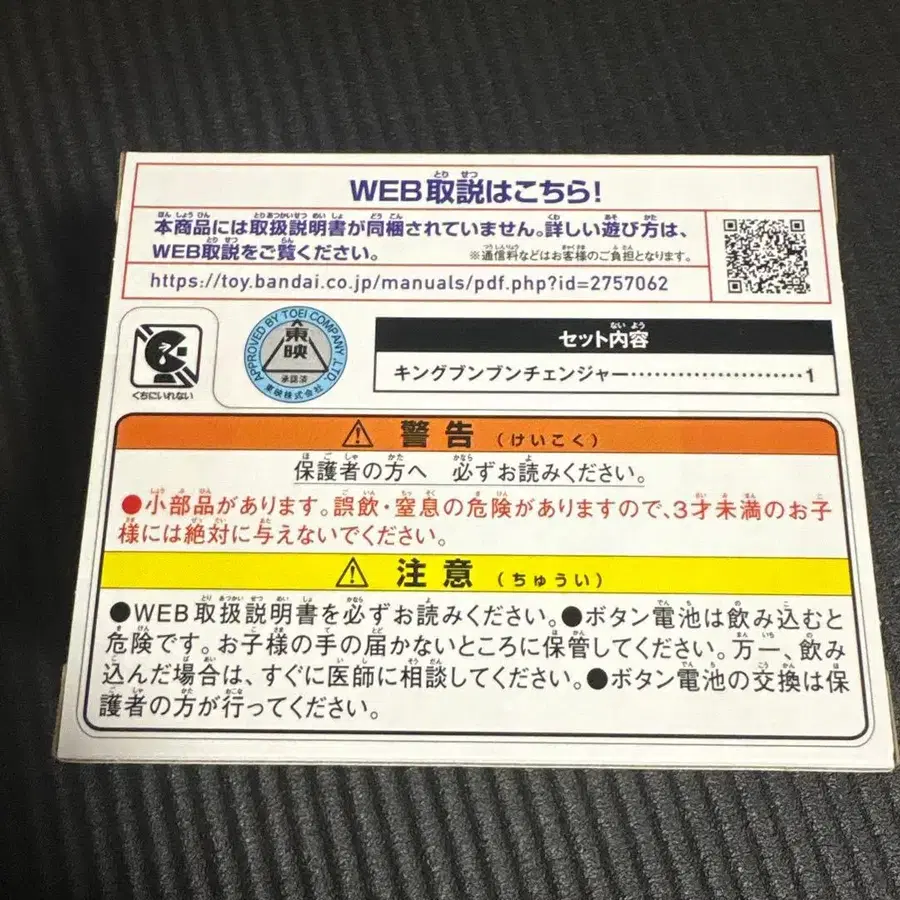 WEB取説はこちら!
本商品には取扱説明書が同梱されていません。詳しい遊び方は、
WEB取説をご覧ください。 ※通信料などはお客様のご負担となります。
https://toy.bandai.co.jp/manuals/pdf.php?id=2757062
くちにいれない
APPROVED BY TOEI COMPANY, LTD.
東映
承認済
東映株式会社
セット内容
キングブンブンチェンジャー……………………1
⚠ 警告 (けいこく)
保護者の方へ 必ずお読みください。
●小部品があります。誤飲・窒息の危険がありますので、3才未満のお子
様には絶対に与えないでください。
⚠ 注意 (ちゅうい)
●WEB取扱説明書を必ずお読みください。●ボタン電池は飲み込むと
危険です。お子様の手の届かないところに保管してください。万一、飲み
込んだ場合は、すぐに医師に相談してください。●ボタン電池の交換は保
護者の方が行ってください。